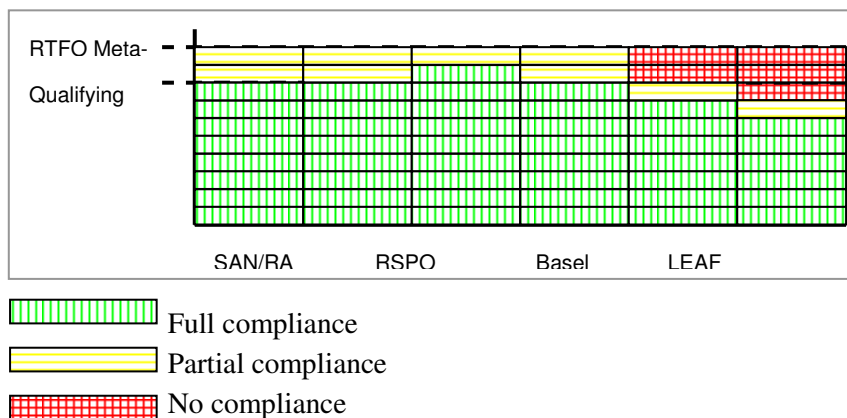 RTFO Meta-
Qualifying
SAN/RA RSPO Basel LEAF
Full compliance
Partial compliance
No compliance